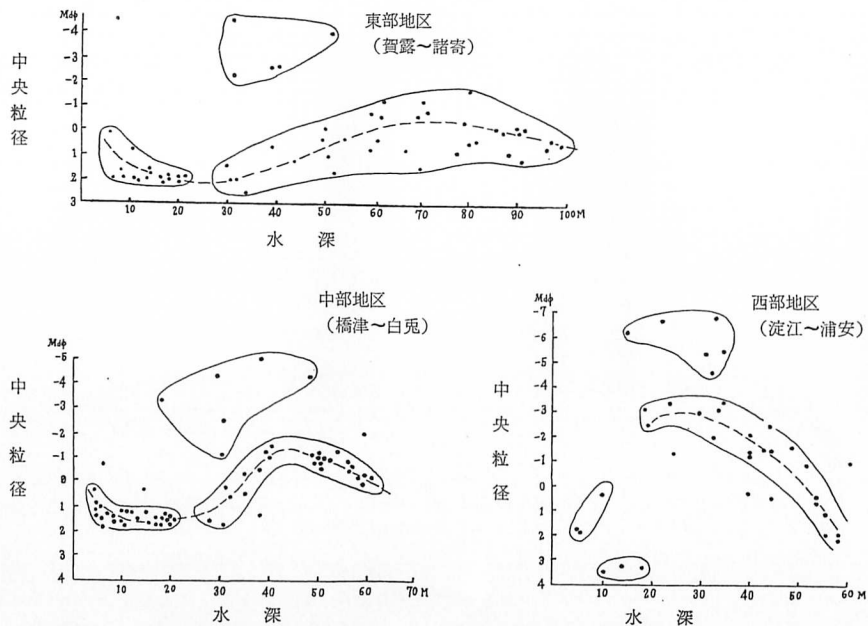 Mdφ
-4
-3
-2
-1
0
1
2
3
中央粒径
東部地区
(賀露～諸寄)
10 20 30 40 50 60 70 80 90 100M
水深
中部地区
(橋津～白兎)
Mdφ
-5
-4
-3
-2
-1
0
1
2
3
4
中央粒径
10 20 30 40 50 60 70M
水深
西部地区
(淀江～浦安)
Mdφ
-7
-6
-5
-4
-3
-2
-1
0
1
2
3
4
中央粒径
10 20 30 40 50 60M
水深